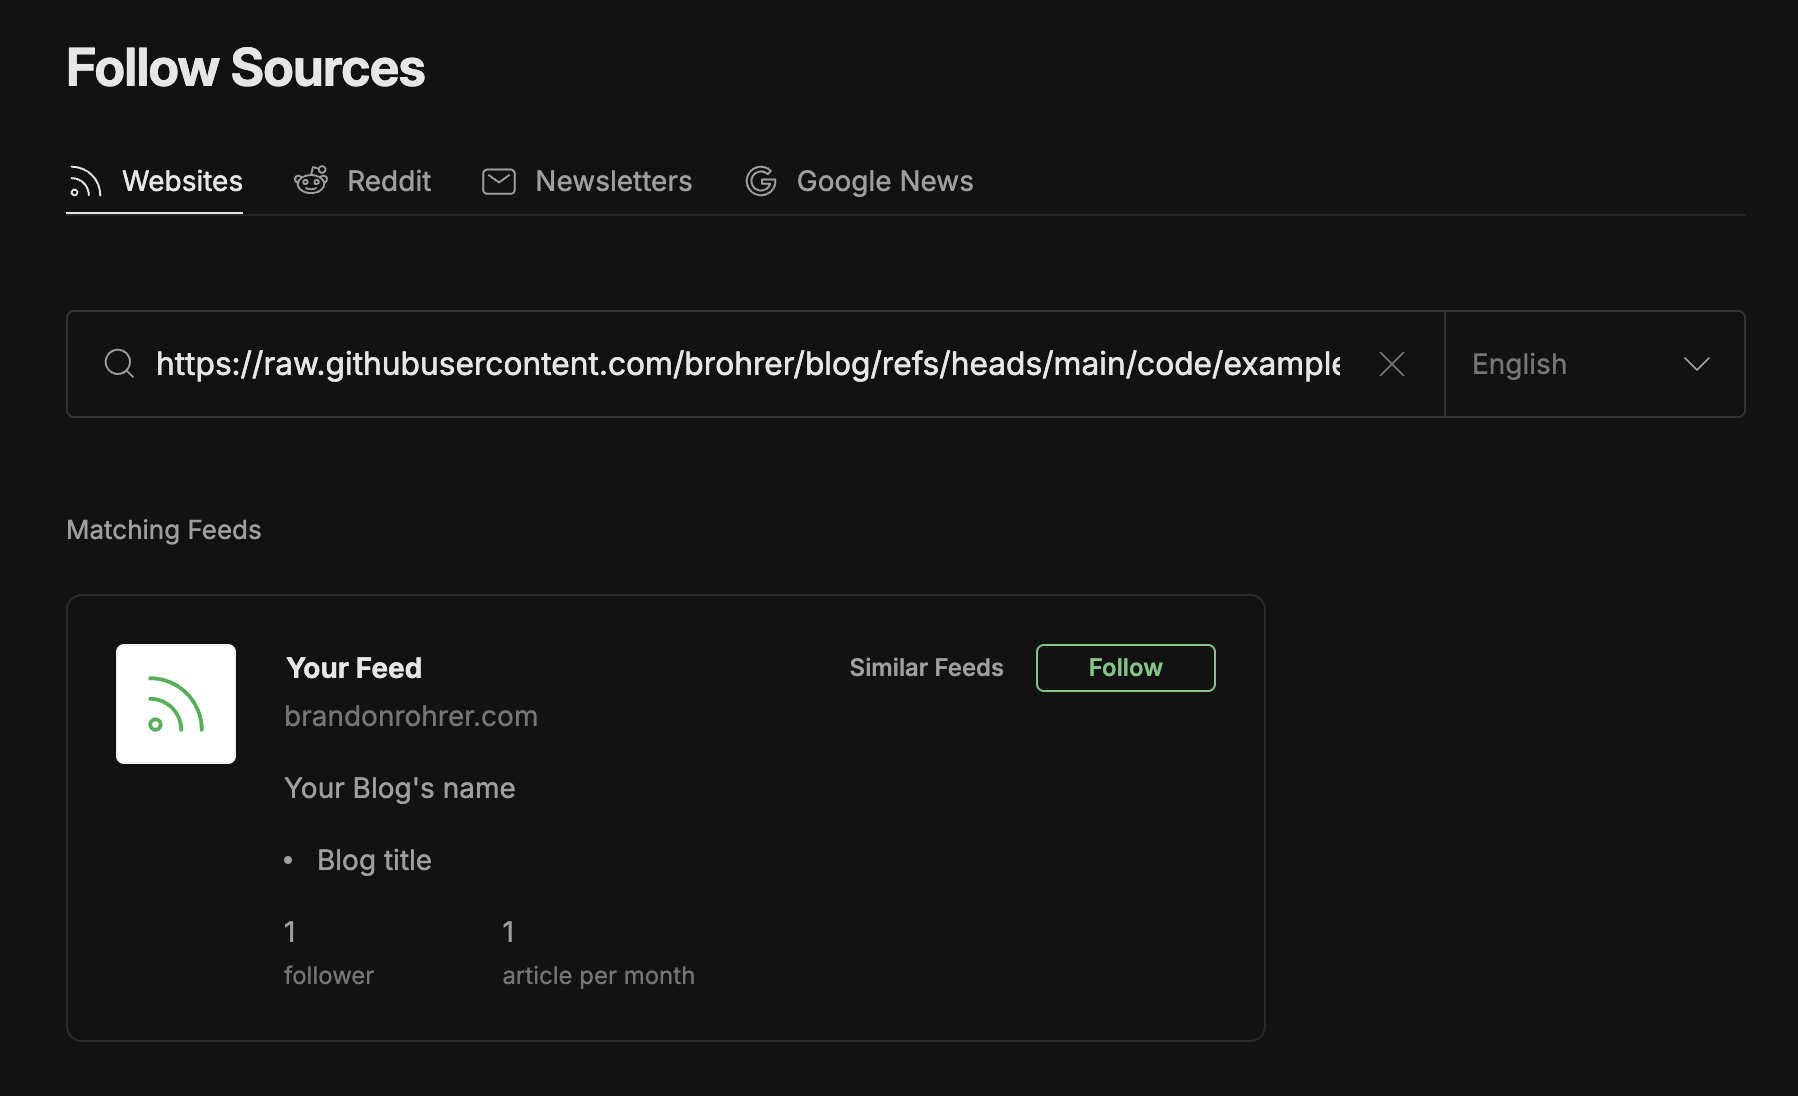 Follow Sources
Websites Reddit Newsletters Google News
https://raw.githubusercontent.com/brohrer/blog/refs/heads/main/code/example English
Matching Feeds
Your Feed Similar Feeds Follow
brandonrohrer.com
Your Blog's name
• Blog title
1 1
follower article per month